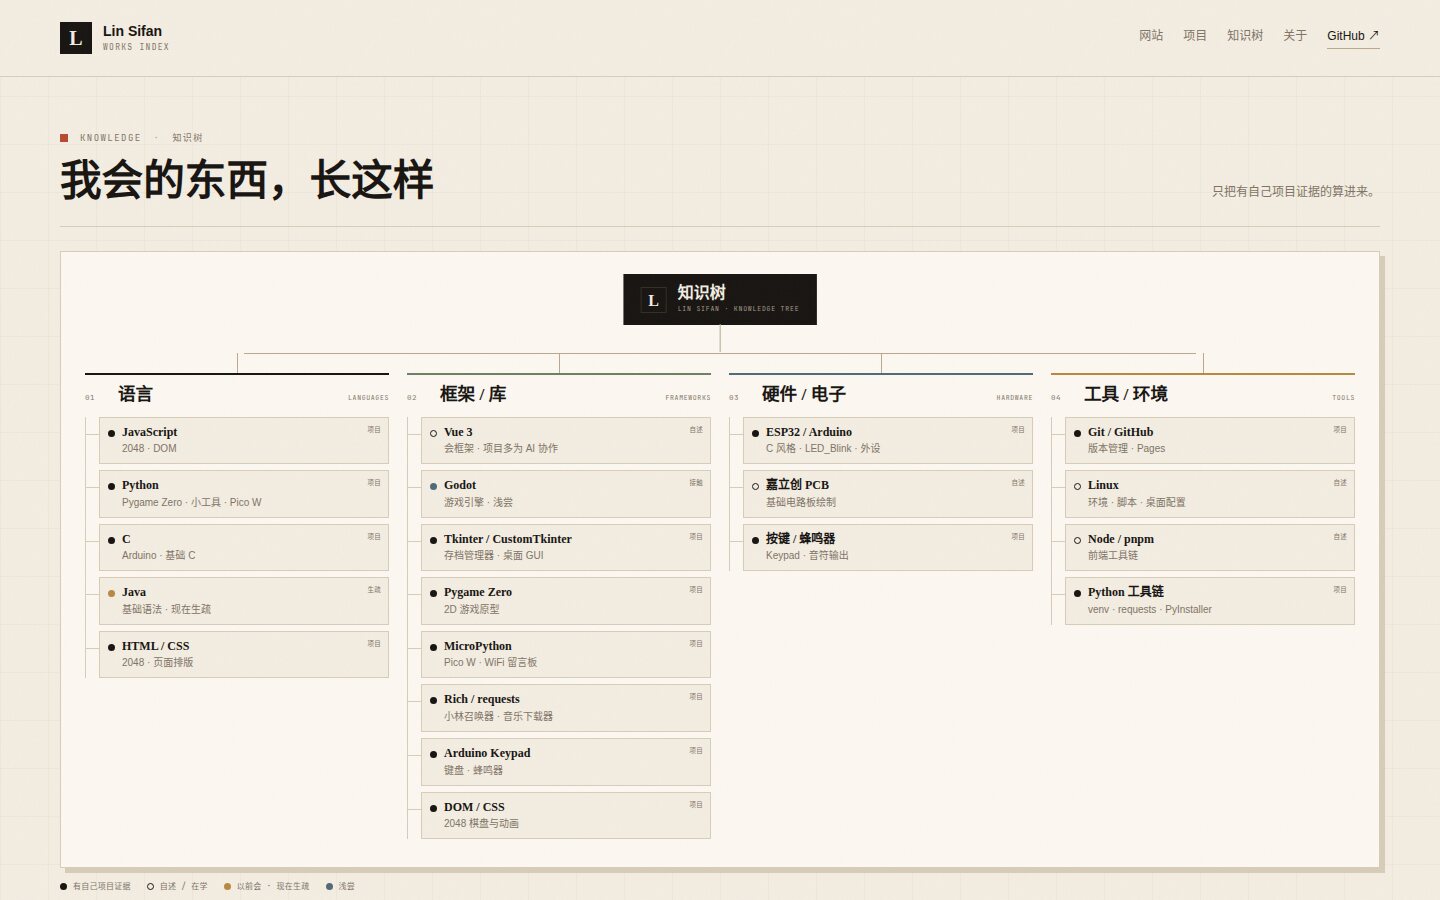 L
Lin Sifan
WORKS INDEX
网站 项目 知识树 关于 GitHub ↗
KNOWLEDGE · 知识树
我会的东西，长这样
只把有自己项目证据的算进来。
L
知识树
LIN SIFAN · KNOWLEDGE TREE
01 语言 LANGUAGES
JavaScript 项目
2048 · DOM
Python 项目
Pygame Zero · 小工具 · Pico W
C 项目
Arduino · 基础 C
Java 生疏
基础语法 · 现在生疏
HTML / CSS 项目
2048 · 页面排版
02 框架 / 库 FRAMEWORKS
Vue 3 自述
会框架 · 项目多为 AI 协作
Godot 接触
游戏引擎 · 浅尝
Tkinter / CustomTkinter 项目
存档管理器 · 桌面 GUI
Pygame Zero 项目
2D 游戏原型
MicroPython 项目
Pico W · WiFi 留言板
Rich / requests 项目
小林召唤器 · 音乐下载器
Arduino Keypad 项目
键盘 · 蜂鸣器
DOM / CSS 项目
2048 棋盘与动画
03 硬件 / 电子 HARDWARE
ESP32 / Arduino 项目
C 风格 · LED_Blink · 外设
嘉立创 PCB 自述
基础电路板绘制
按键 / 蜂鸣器 项目
Keypad · 音符输出
04 工具 / 环境 TOOLS
Git / GitHub 项目
版本管理 · Pages
Linux 自述
环境 · 脚本 · 桌面配置
Node / pnpm 自述
前端工具链
Python 工具链 项目
venv · requests · PyInstaller
有自己项目证据 自述 / 在学 以前会 · 现在生疏 浅尝